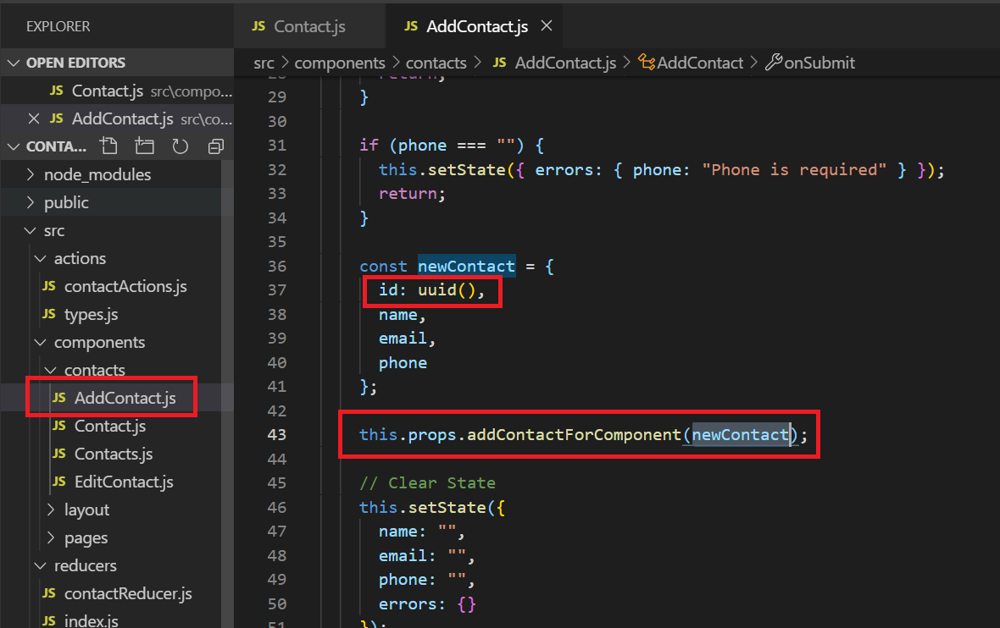 EXPLORER
OPEN EDITORS
JS Contact.js src\compo...
JS AddContact.js src\co...
CONTA...
node_modules
public
src
actions
JS contactActions.js
JS types.js
components
contacts
JS AddContact.js
JS Contact.js
JS Contacts.js
JS EditContact.js
layout
pages
reducers
JS contactReducer.js
JS index.js
JS Contact.js JS AddContact.js
src > components > contacts > JS AddContact.js > AddContact > onSubmit
28 return;
29 }
30
31 if (phone === "") {
32 this.setState({ errors: { phone: "Phone is required" } });
33 return;
34 }
35
36 const newContact = {
37 id: uuid(),
38 name,
39 email,
40 phone
41 };
42
43 this.props.addContactForComponent(newContact);
44
45 // Clear State
46 this.setState({
47 name: "",
48 email: "",
49 phone: "",
50 errors: {}
51 });